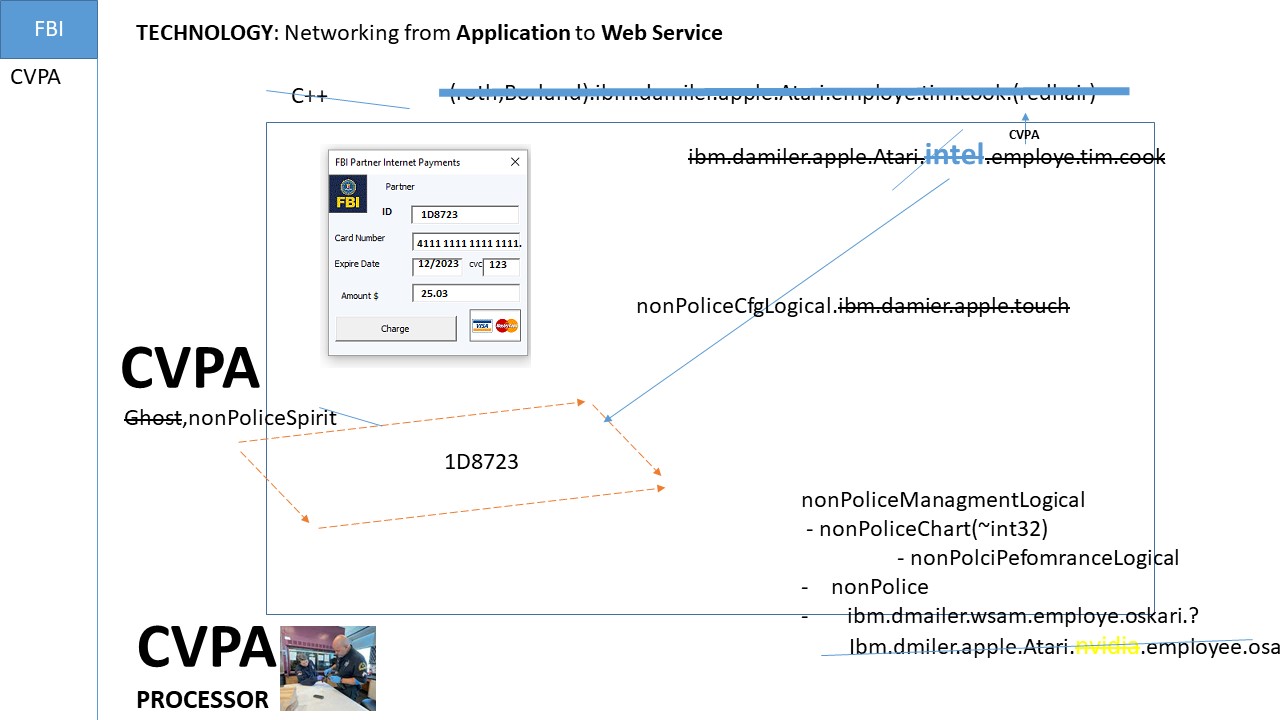 FBI
TECHNOLOGY: Networking from Application to Web Service
CVPA
C++
(roth,Borland).ibm.damiler.apple.Atari.employe.tim.cook.(redhair)
CVPA
ibm.damiler.apple.Atari.intel.employe.tim.cook
FBI Partner Internet Payments
Partner
FBI
ID
1D8723
Card Number
4111 1111 1111 1111.
Expire Date
12/2023
CVC
123
Amount $
25.03
Charge
VISA
MasterCard
nonPoliceCfgLogical.ibm.damier.apple.touch
CVPA
Ghost,nonPoliceSpirit
1D8723
nonPoliceManagmentLogical
- nonPoliceChart(~int32)
- nonPolciPefomranceLogical
- nonPolice
- ibm.dmailer.wsam.employe.oskari.?
Ibm.dmiler.apple.Atari.nvidia.employee.osa
CVPA
PROCESSOR